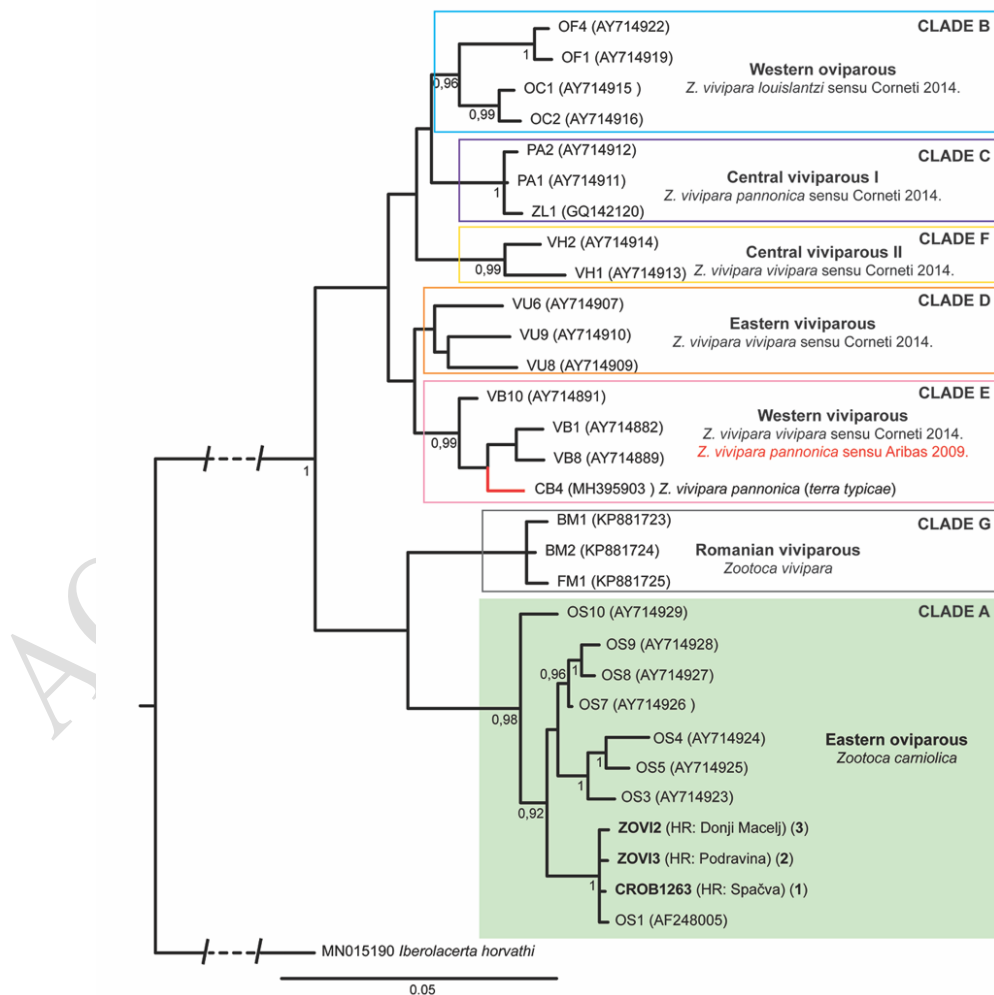 CLADE B
OF4 (AY714922)
1
OF1 (AY714919)
Western oviparous
Z. vivipara louislantzi sensu Corneti 2014.
0,96
OC1 (AY714915 )
0,99
OC2 (AY714916)
CLADE C
PA2 (AY714912)
Central viviparous I
PA1 (AY714911)
Z. vivipara pannonica sensu Corneti 2014.
1
ZL1 (GQ142120)
CLADE F
VH2 (AY714914)
Central viviparous II
0,99
VH1 (AY714913)
Z. vivipara vivipara sensu Corneti 2014.
CLADE D
VU6 (AY714907)
Eastern viviparous
VU9 (AY714910)
Z. vivipara vivipara sensu Corneti 2014.
VU8 (AY714909)
CLADE E
VB10 (AY714891)
Western viviparous
VB1 (AY714882)
Z. vivipara vivipara sensu Corneti 2014.
0,99
VB8 (AY714889)
Z. vivipara pannonica sensu Aribas 2009.
1
CB4 (MH395903 ) Z. vivipara pannonica (terra typicae)
CLADE G
BM1 (KP881723)
Romanian viviparous
BM2 (KP881724)
Zootoca vivipara
FM1 (KP881725)
CLADE A
OS10 (AY714929)
OS9 (AY714928)
0,96
1
OS8 (AY714927)
OS7 (AY714926 )
0,98
OS4 (AY714924)
Eastern oviparous
Zootoca carniolica
1
OS5 (AY714925)
1
OS3 (AY714923)
0,92
ZOVI2 (HR: Donji Macelj) (3)
ZOVI3 (HR: Podravina) (2)
1
CROB1263 (HR: Spačva) (1)
OS1 (AF248005)
MN015190 Iberolacerta horvathi
0.05